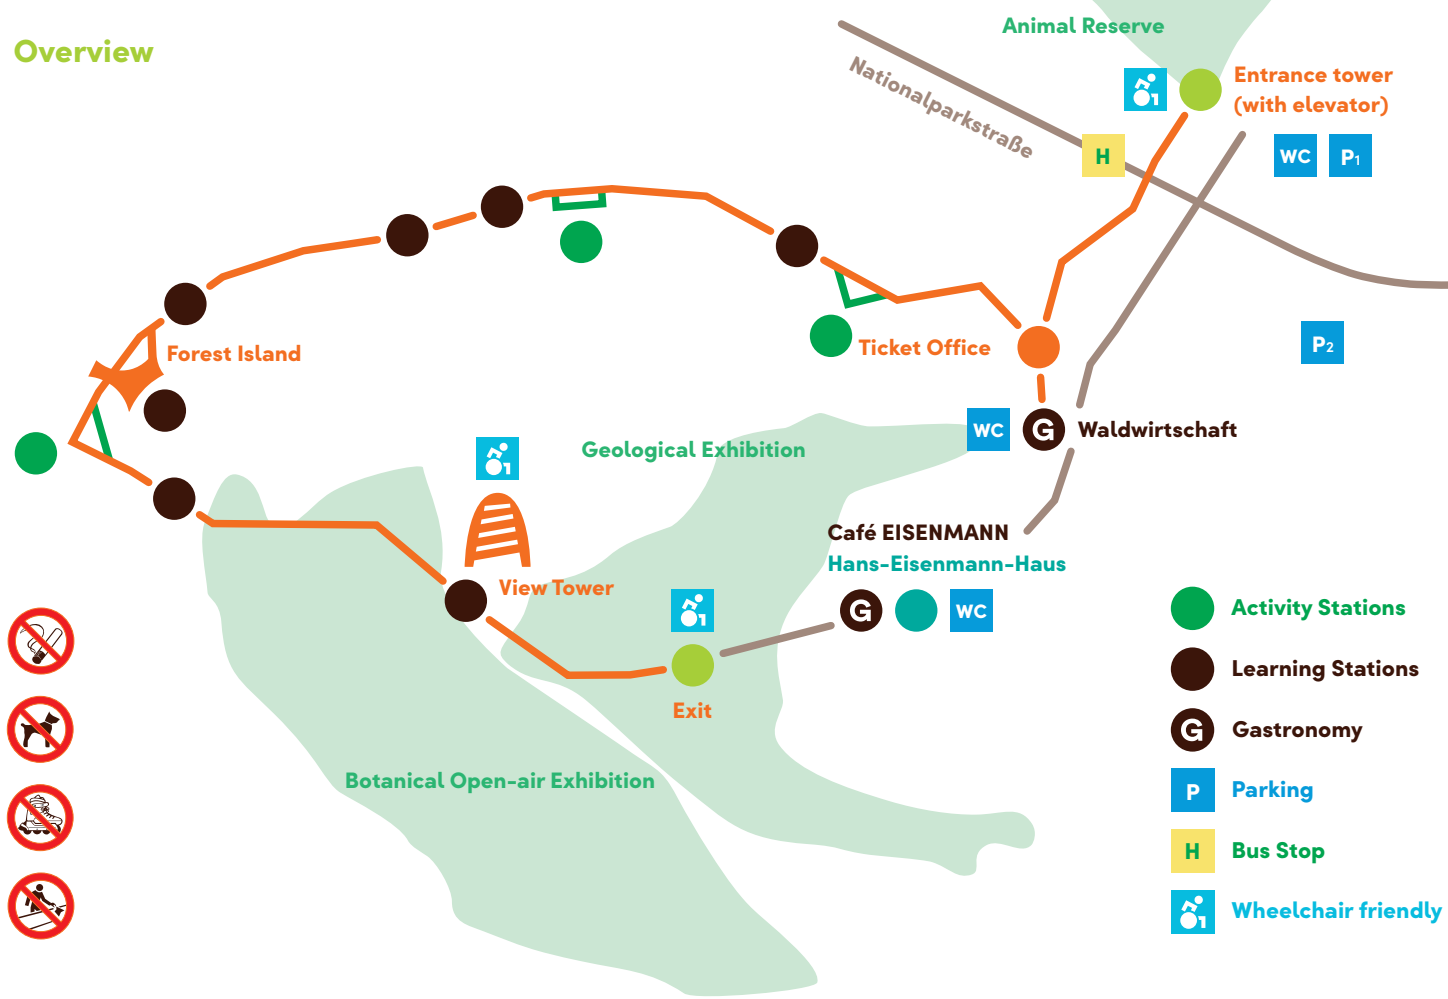 Overview
Animal Reserve
Nationalparkstraße
Entrance tower
(with elevator)
H
WC
P1
Forest Island
Ticket Office
P2
WC
G
Waldwirtschaft
Geological Exhibition
Café EISENMANN
Hans-Eisenmann-Haus
View Tower
G
WC
Exit
Botanical Open-air Exhibition
Activity Stations
Learning Stations
G
Gastronomy
P
Parking
H
Bus Stop
Wheelchair friendly